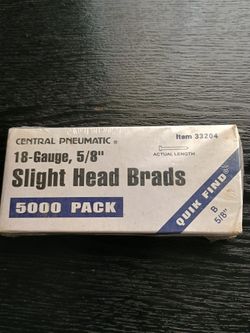 Item 33204
CENTRAL PNEUMATIC®
ACTUAL LENGTH
18-Gauge, 5/8"
Slight Head Brads
5000 PACK
QUIK FIND®
B
5/8"